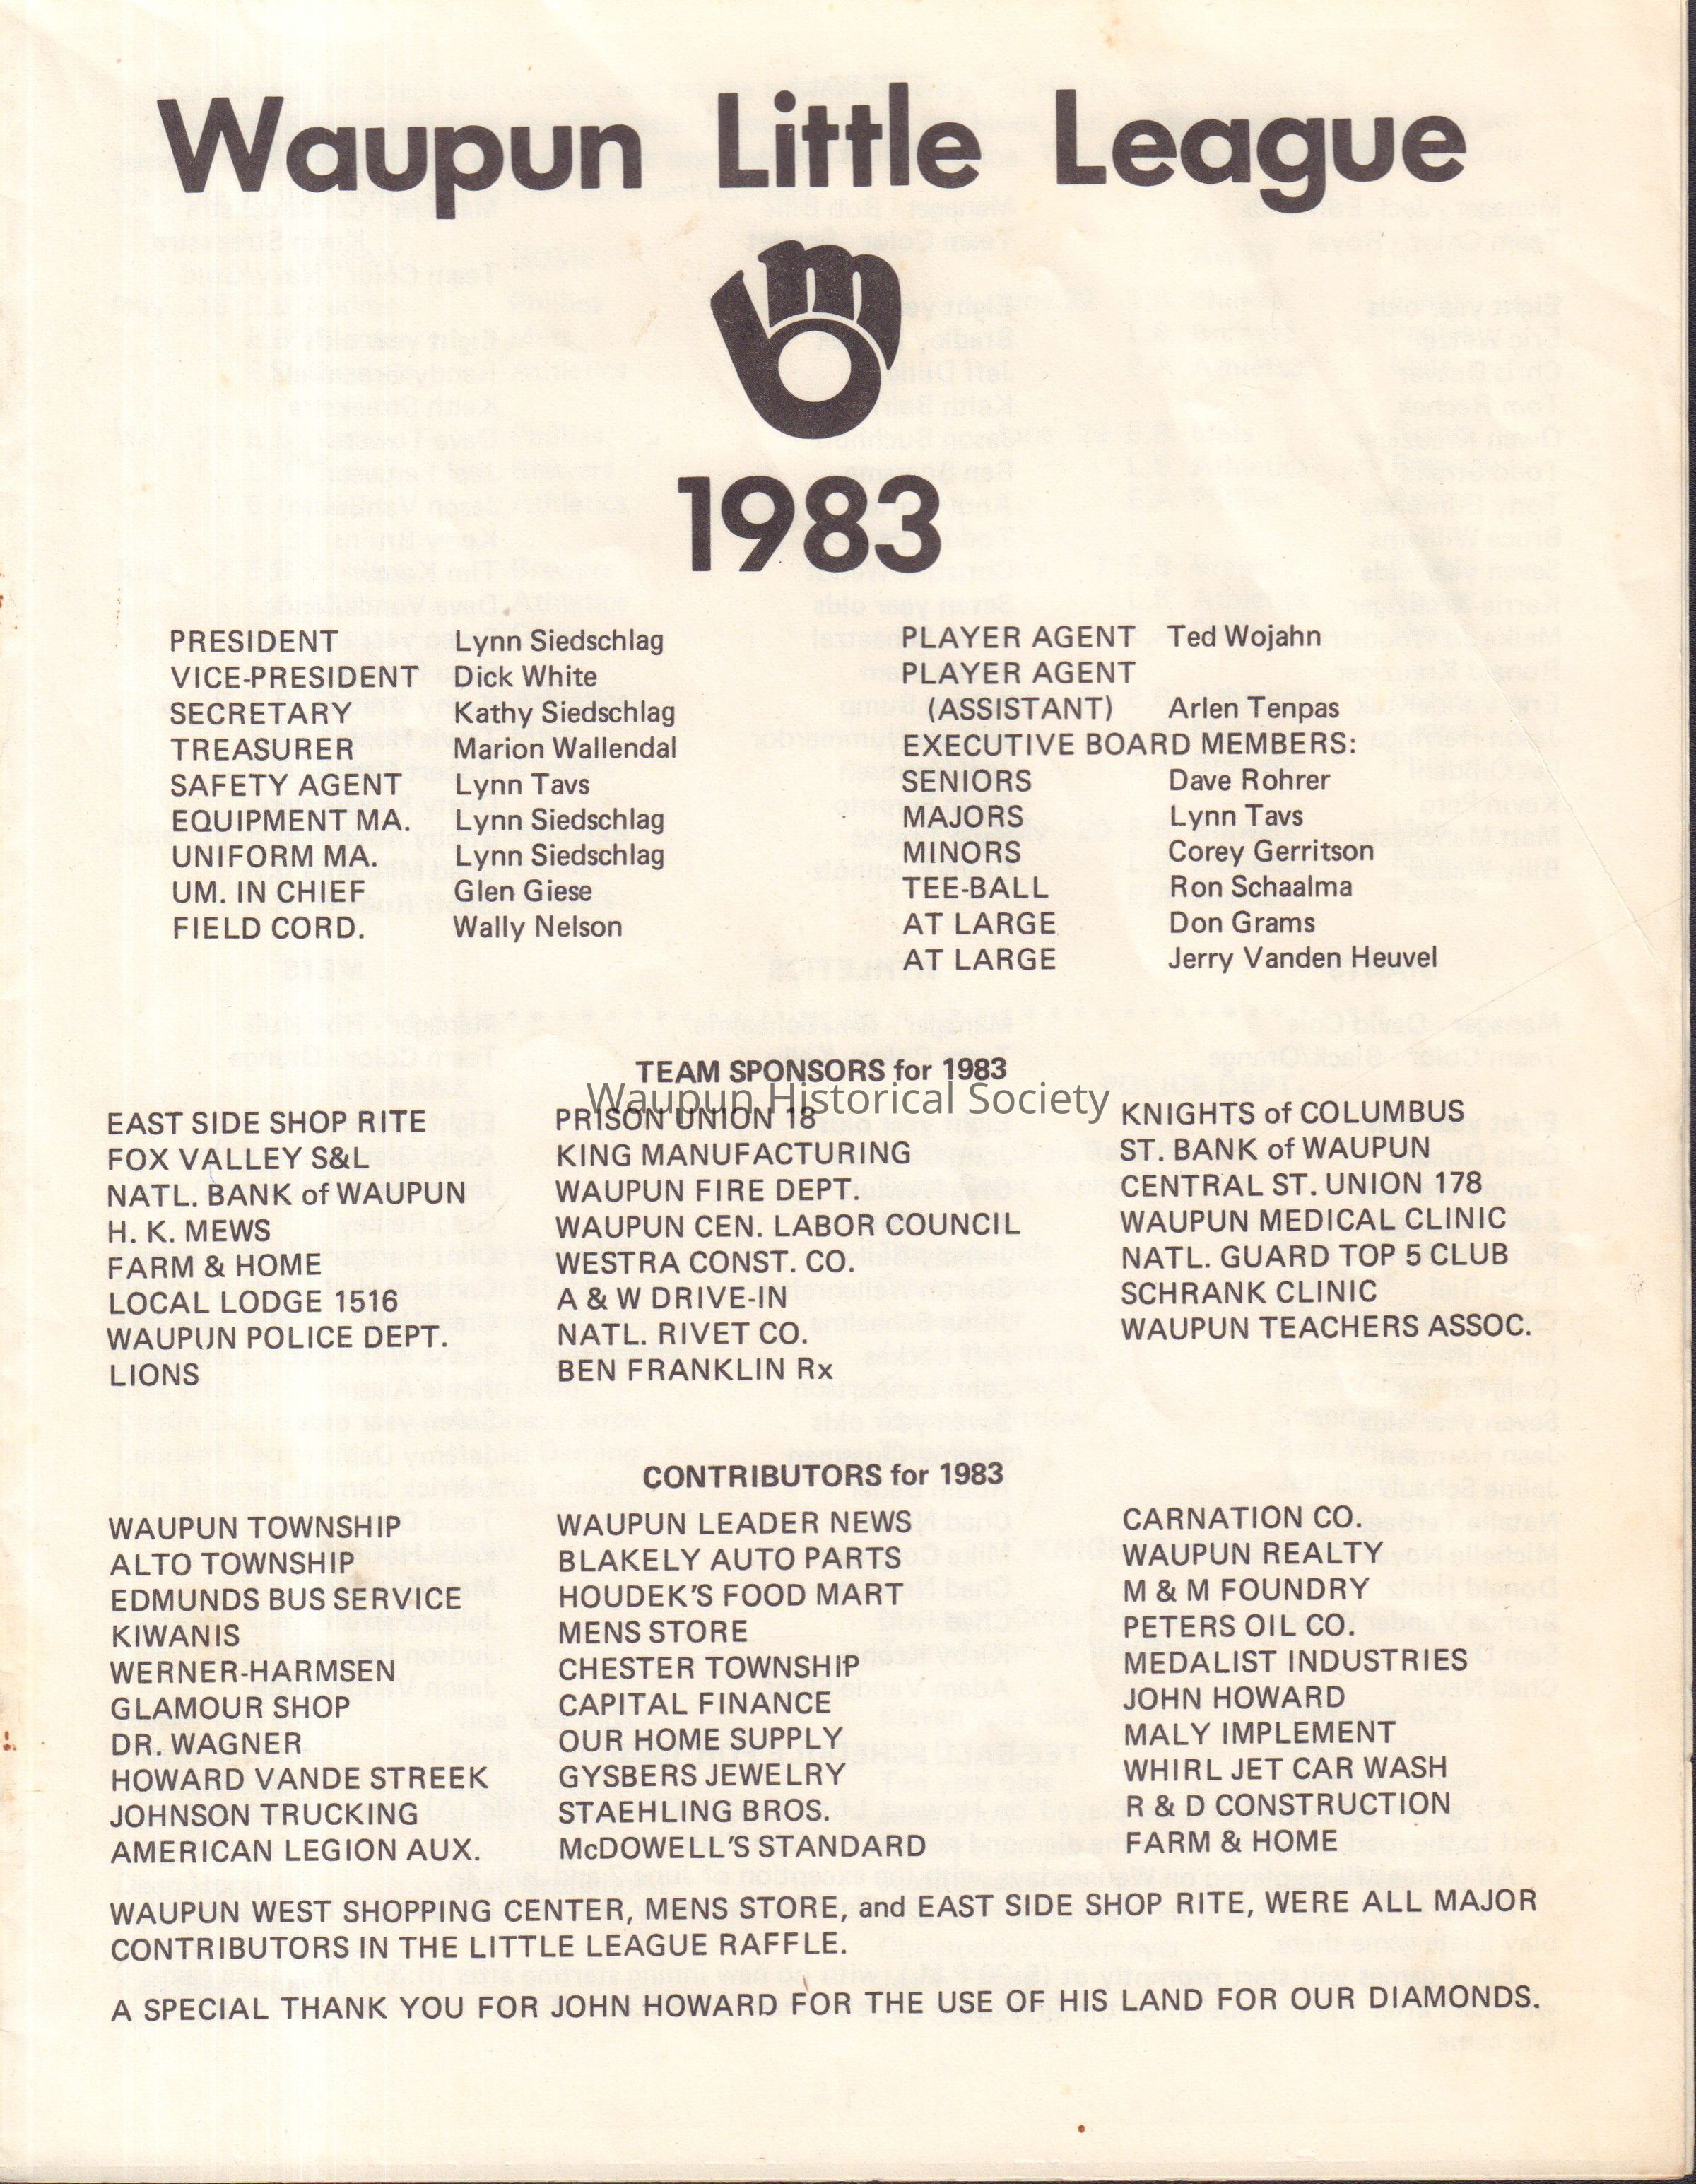 Waupun Little League
1983
PRESIDENT Lynn Siedschlag
VICE-PRESIDENT Dick White
SECRETARY Kathy Siedschlag
TREASURER Marion Wallendal
SAFETY AGENT Lynn Tavs
EQUIPMENT MA. Lynn Siedschlag
UNIFORM MA. Lynn Siedschlag
UM. IN CHIEF Glen Giese
FIELD CORD. Wally Nelson
PLAYER AGENT Ted Wojahn
PLAYER AGENT
(ASSISTANT) Arlen Tenpas
EXECUTIVE BOARD MEMBERS:
SENIORS Dave Rohrer
MAJORS Lynn Tavs
MINORS Corey Gerritson
TEE-BALL Ron Schaalma
AT LARGE Don Grams
AT LARGE Jerry Vanden Heuvel
TEAM SPONSORS for 1983
Waupun Historical Society
EAST SIDE SHOP RITE
FOX VALLEY S&L
NATL. BANK of WAUPUN
H. K. MEWS
FARM & HOME
LOCAL LODGE 1516
WAUPUN POLICE DEPT.
LIONS
PRISON UNION 18
KING MANUFACTURING
WAUPUN FIRE DEPT.
WAUPUN CEN. LABOR COUNCIL
WESTRA CONST. CO.
A & W DRIVE-IN
NATL. RIVET CO.
BEN FRANKLIN Rx
KNIGHTS of COLUMBUS
ST. BANK of WAUPUN
CENTRAL ST. UNION 178
WAUPUN MEDICAL CLINIC
NATL. GUARD TOP 5 CLUB
SCHRANK CLINIC
WAUPUN TEACHERS ASSOC.
CONTRIBUTORS for 1983
WAUPUN TOWNSHIP
ALTO TOWNSHIP
EDMUNDS BUS SERVICE
KIWANIS
WERNER-HARMSEN
GLAMOUR SHOP
DR. WAGNER
HOWARD VANDE STREEK
JOHNSON TRUCKING
AMERICAN LEGION AUX.
WAUPUN LEADER NEWS
BLAKELY AUTO PARTS
HOUDEK'S FOOD MART
MENS STORE
CHESTER TOWNSHIP
CAPITAL FINANCE
OUR HOME SUPPLY
GYSBERS JEWELRY
STAEHLING BROS.
McDOWELL'S STANDARD
CARNATION CO.
WAUPUN REALTY
M & M FOUNDRY
PETERS OIL CO.
MEDALIST INDUSTRIES
JOHN HOWARD
MALY IMPLEMENT
WHIRL JET CAR WASH
R & D CONSTRUCTION
FARM & HOME
WAUPUN WEST SHOPPING CENTER, MENS STORE, and EAST SIDE SHOP RITE, WERE ALL MAJOR
CONTRIBUTORS IN THE LITTLE LEAGUE RAFFLE.
A SPECIAL THANK YOU FOR JOHN HOWARD FOR THE USE OF HIS LAND FOR OUR DIAMONDS.